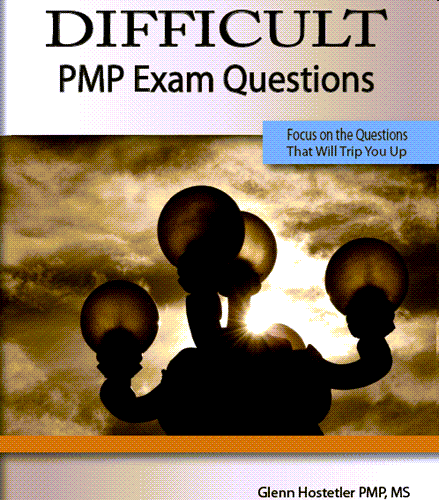 DIFFICULT
PMP Exam Questions
Focus on the Questions
That Will Trip You Up
Glenn Hostetler PMP, MS